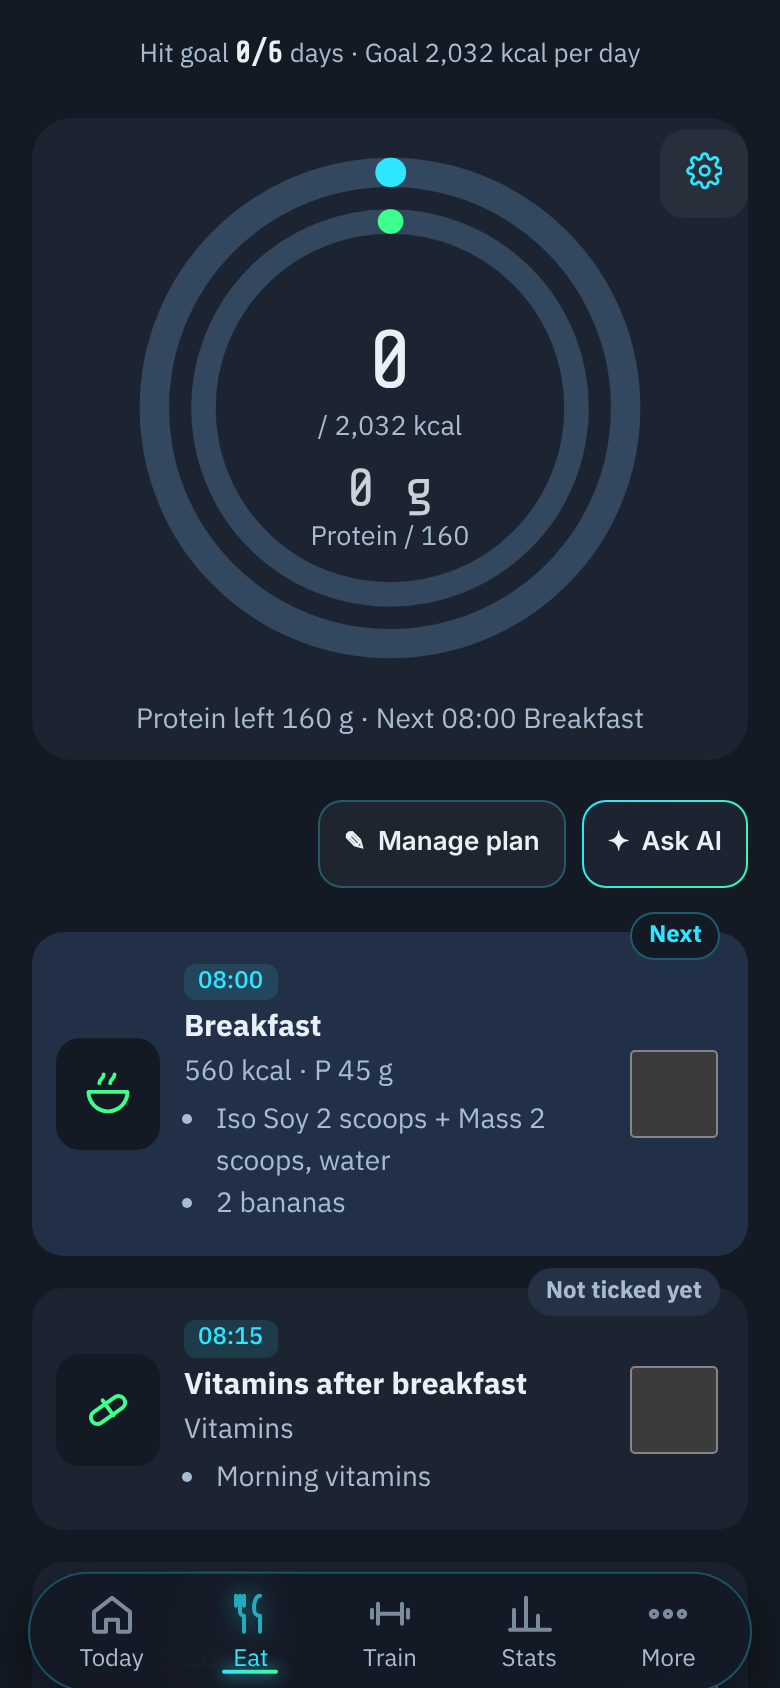 Hit goal 0/6 days · Goal 2,032 kcal per day
0
/ 2,032 kcal
0 g
Protein / 160
Protein left 160 g · Next 08:00 Breakfast
✎ Manage plan
✦ Ask AI
Next
08:00
Breakfast
560 kcal · P 45 g
• Iso Soy 2 scoops + Mass 2
scoops, water
• 2 bananas
Not ticked yet
08:15
Vitamins after breakfast
Vitamins
• Morning vitamins
Today
Eat
Train
Stats
More